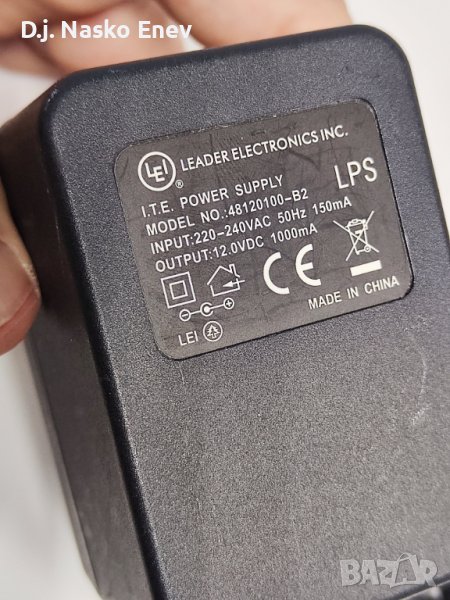 D.j. Nasko Enev
LEI
®
LEADER ELECTRONICS INC.
I.T.E. POWER SUPPLY
LPS
MODEL NO.:48120100-B2
INPUT:220-240VAC 50Hz 150mA
OUTPUT:12.0VDC 1000mA
CE
MADE IN CHINA
LEI
BAZAR